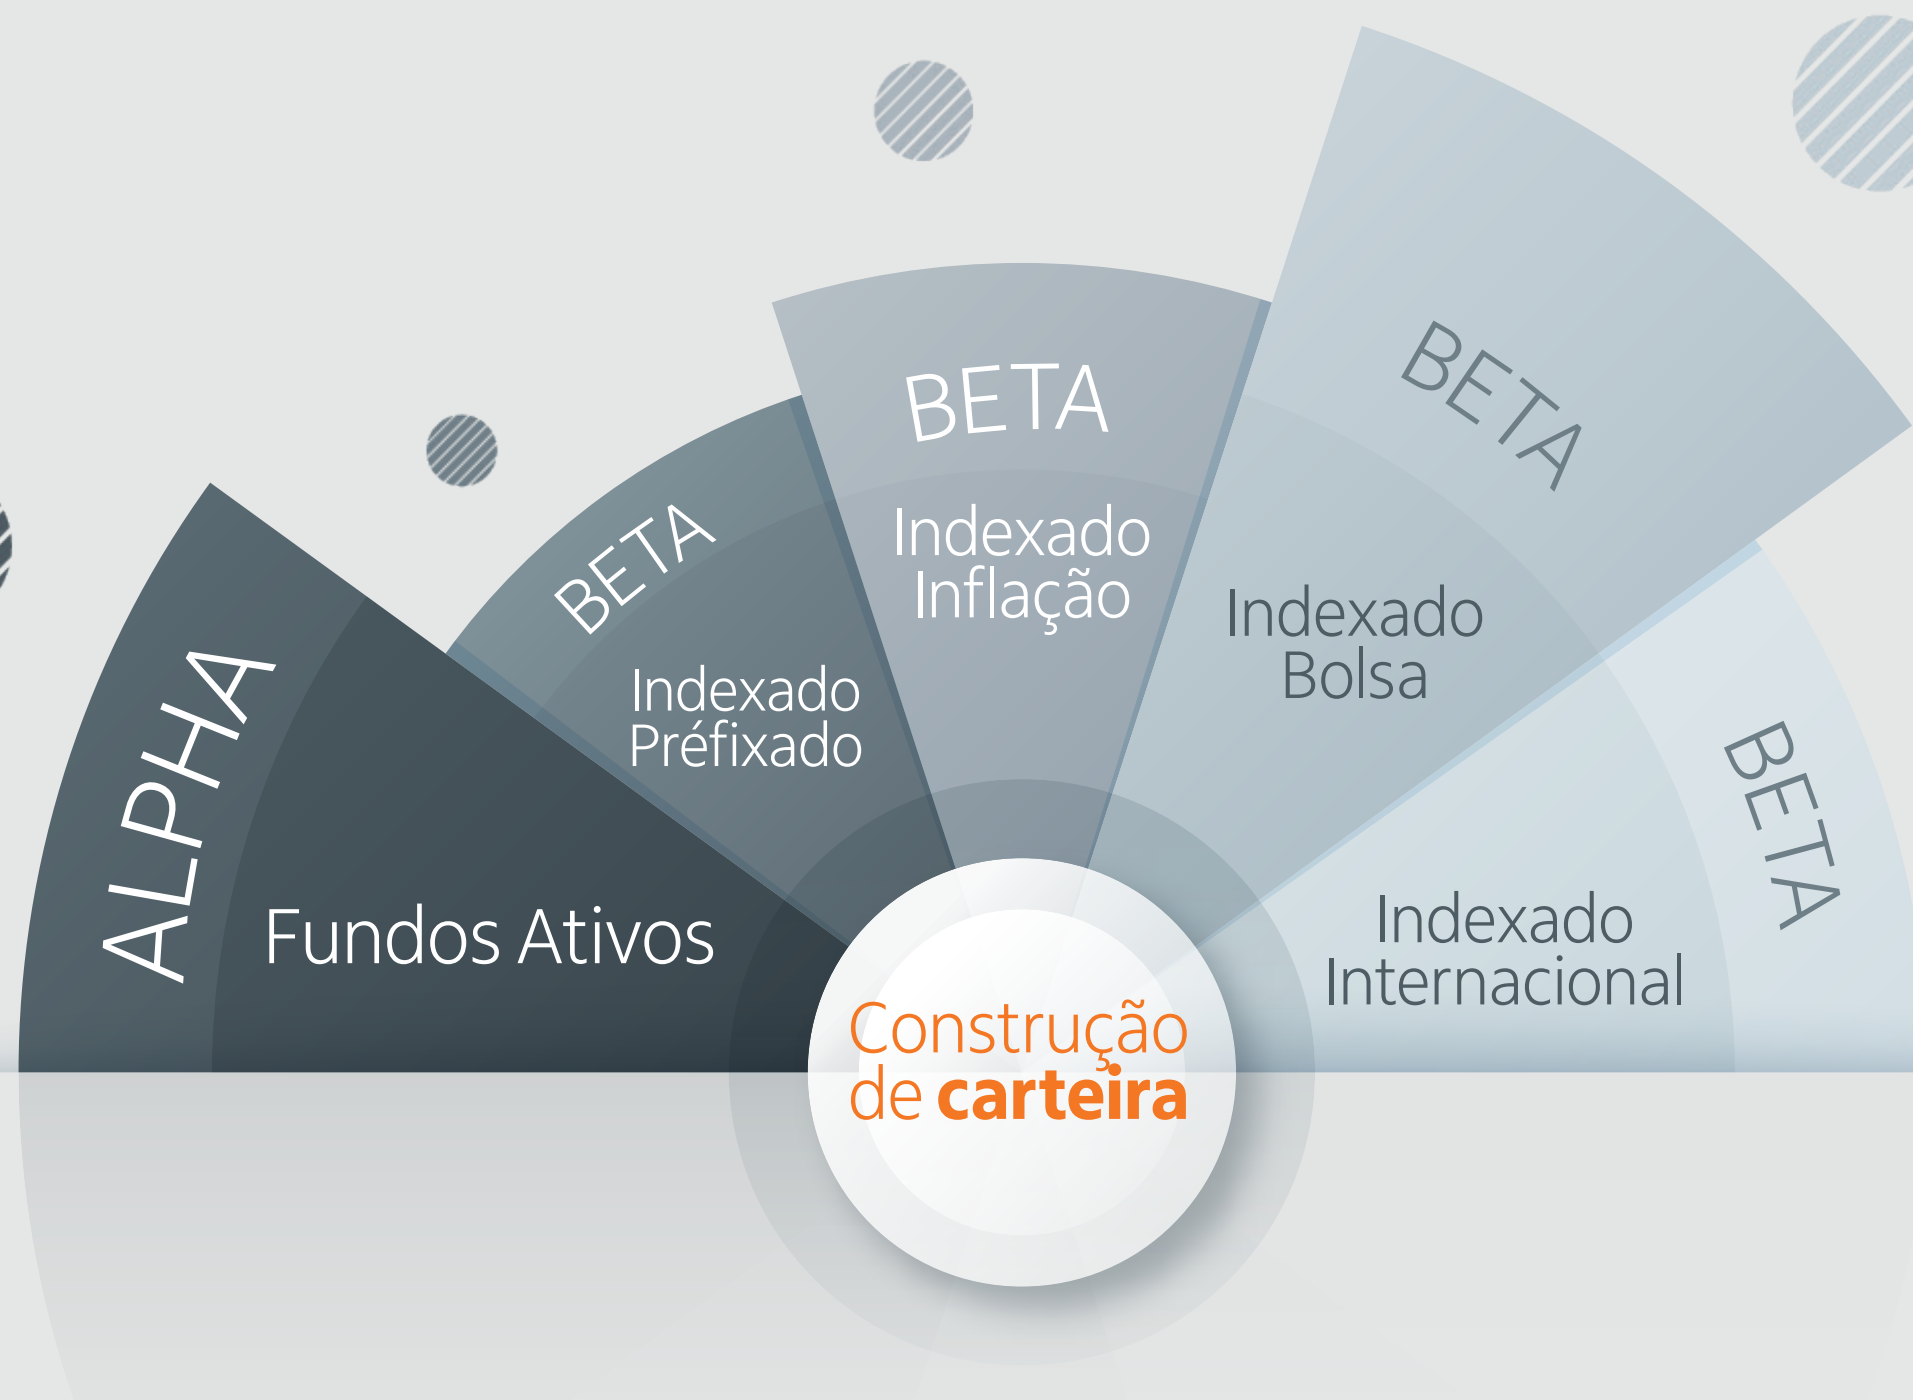 ALPHA
Fundos Ativos
BETA
Indexado
Préfixado
BETA
Indexado
Inflação
BETA
Indexado
Bolsa
BETA
Indexado
Internacional
Construção
de carteira